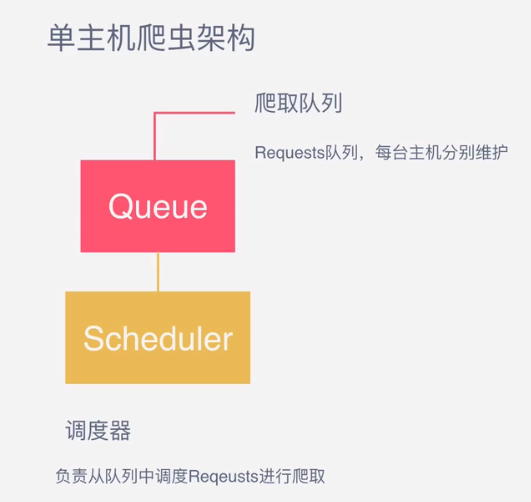 单主机爬虫架构
爬取队列
Requests队列，每台主机分别维护
Queue
Scheduler
调度器
负责从队列中调度Reqeusts进行爬取